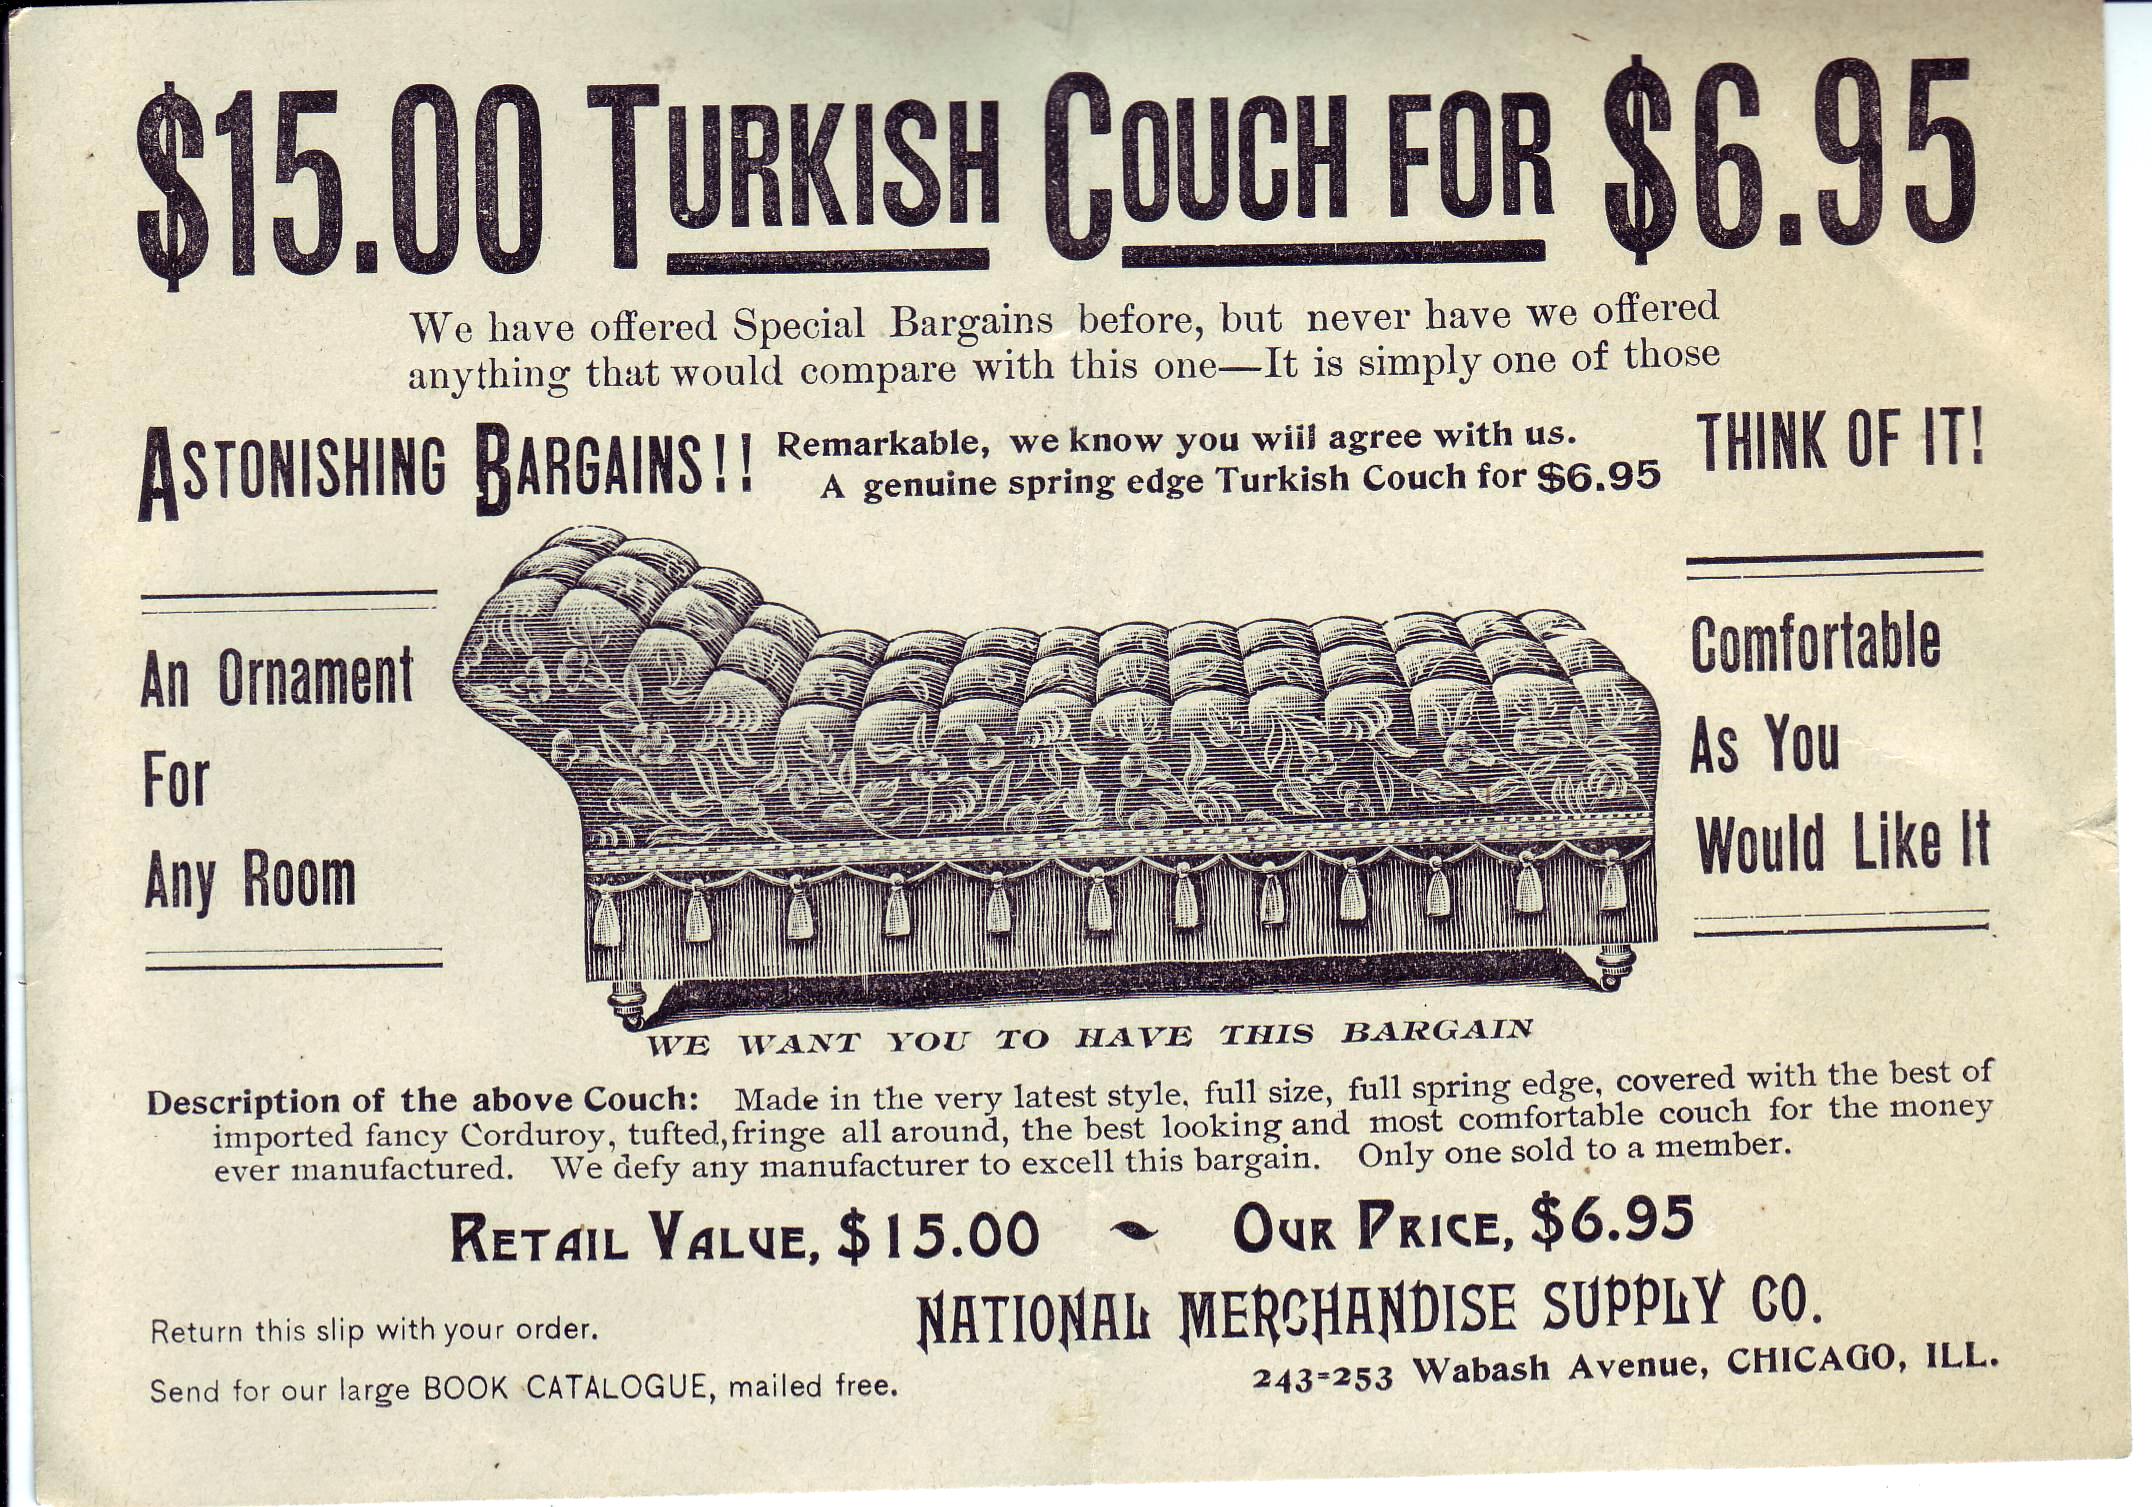 $15.00 TURKISH COUCH FOR $6.95
We have offered Special Bargains before, but never have we offered
anything that would compare with this one—It is simply one of those
ASTONISHING BARGAINS!!
Remarkable, we know you wiil agree with us.
A genuine spring edge Turkish Couch for $6.95
THINK OF IT!
An Ornament
For
Any Room
Comfortable
As You
Would Like It
WE WANT YOU TO HAVE THIS BARGAIN
Description of the above Couch: Made in the very latest style, full size, full spring edge, covered with the best of
imported fancy Corduroy, tufted, fringe all around, the best looking and most comfortable couch for the money
ever manufactured. We defy any manufacturer to excell this bargain. Only one sold to a member.
RETAIL VALUE, $15.00 ~ OUR PRICE, $6.95
NATIONAL MERCHANDISE SUPPLY CO.
243=253 Wabash Avenue, CHICAGO, ILL.
Return this slip with your order.
Send for our large BOOK CATALOGUE, mailed free.